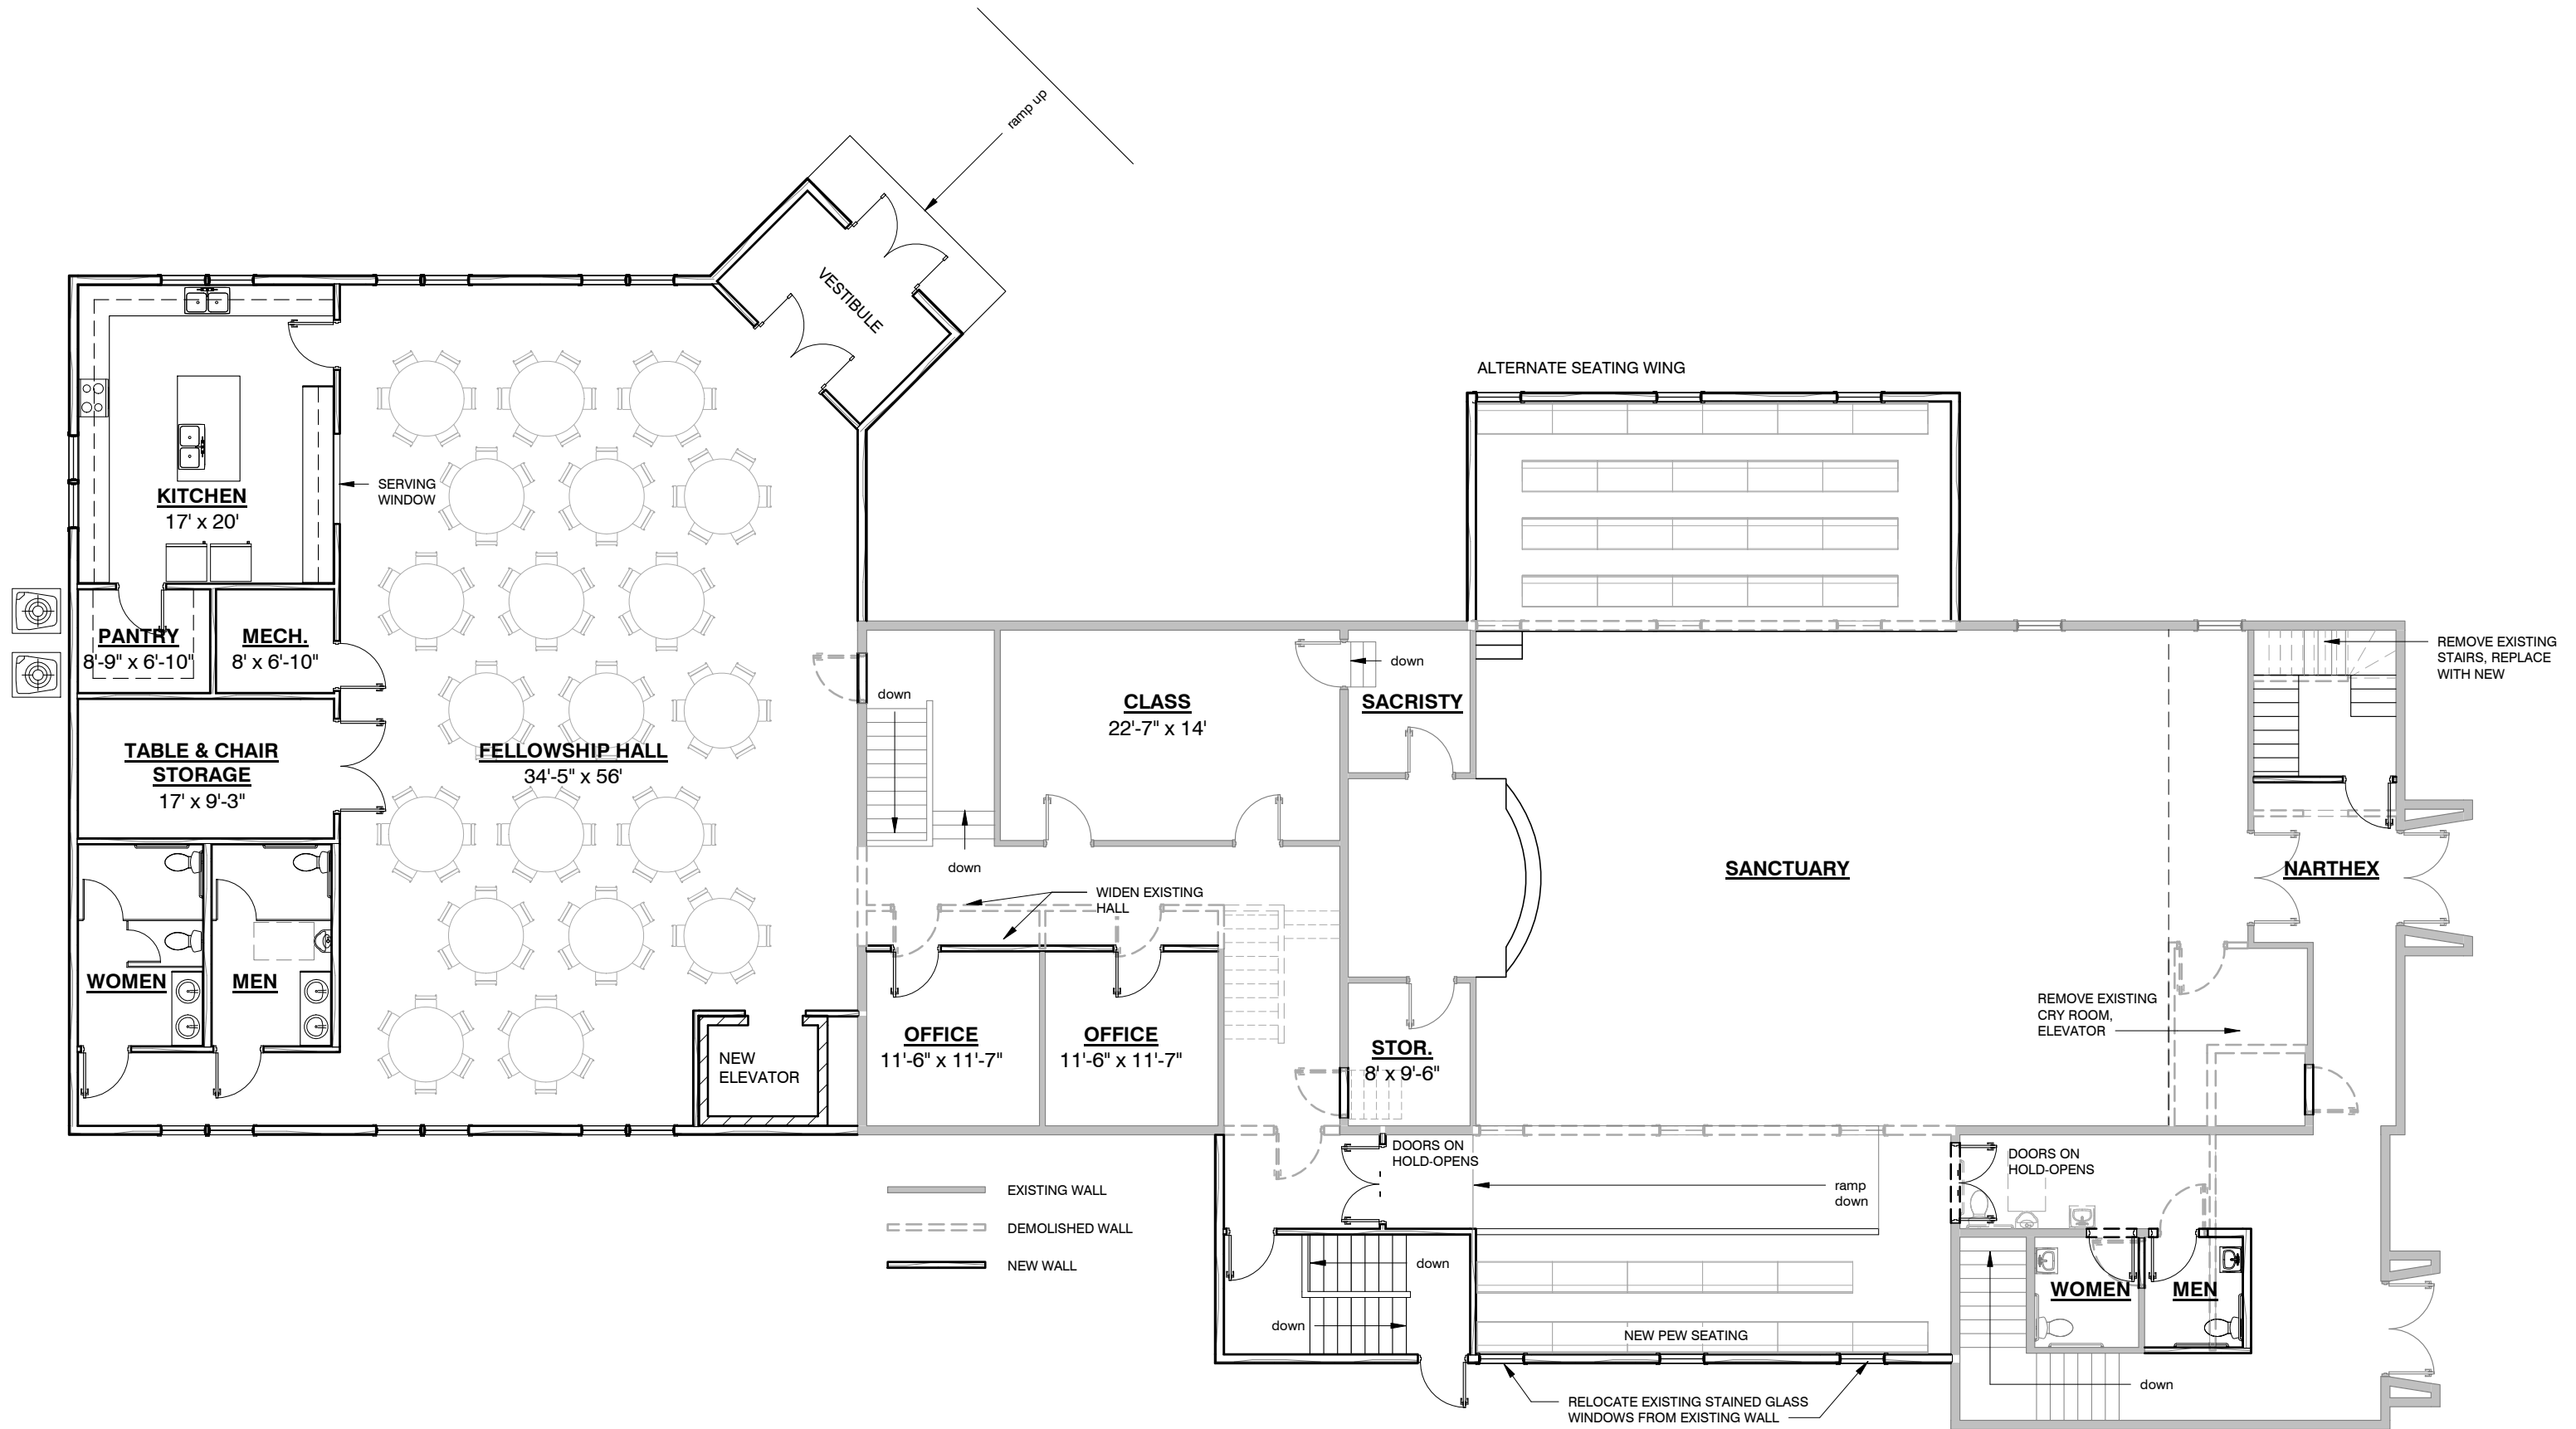 ramp up
VESTIBULE
ALTERNATE SEATING WING
SERVING
WINDOW
KITCHEN
17' x 20'
PANTRY
8'-9" x 6'-10"
MECH.
8' x 6'-10"
TABLE & CHAIR
STORAGE
17' x 9'-3"
FELLOWSHIP HALL
34'-5" x 56'
WOMEN
MEN
NEW
ELEVATOR
down
down
CLASS
22'-7" x 14'
down
SACRISTY
WIDEN EXISTING
HALL
OFFICE
11'-6" x 11'-7"
OFFICE
11'-6" x 11'-7"
STOR.
8' x 9'-6"
SANCTUARY
NARTHEX
REMOVE EXISTING
STAIRS, REPLACE
WITH NEW
REMOVE EXISTING
CRY ROOM,
ELEVATOR
DOORS ON
HOLD-OPENS
ramp
down
DOORS ON
HOLD-OPENS
EXISTING WALL
DEMOLISHED WALL
NEW WALL
down
down
NEW PEW SEATING
WOMEN
MEN
down
RELOCATE EXISTING STAINED GLASS
WINDOWS FROM EXISTING WALL